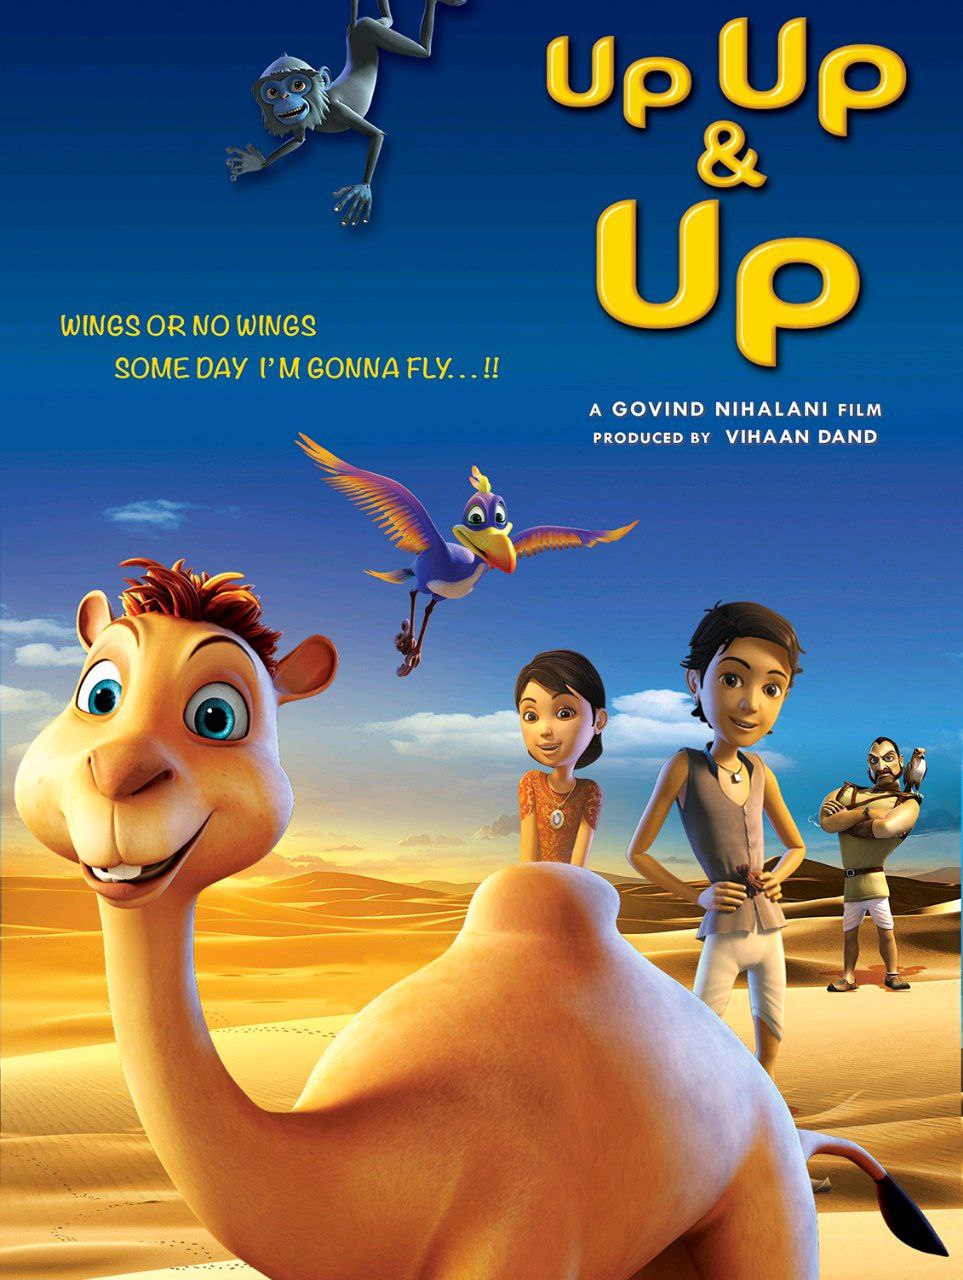 Up Up
&
Up
WINGS OR NO WINGS
SOME DAY I'M GONNA FLY...!!
A GOVIND NIHALANI FILM
PRODUCED BY VIHAAN DAND